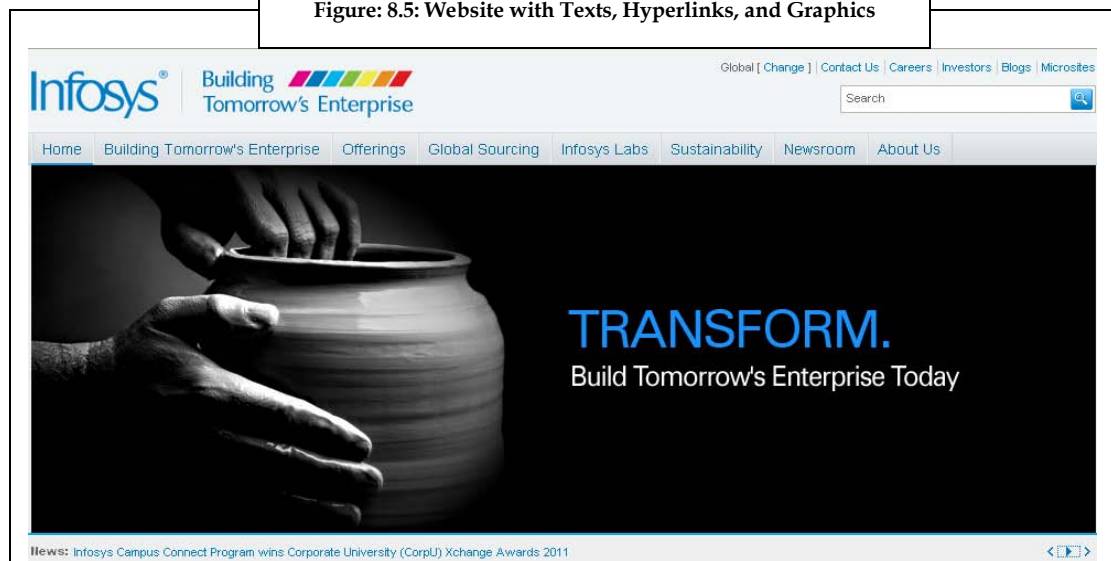 Figure: 8.5: Website with Texts, Hyperlinks, and Graphics
Global [ Change ] | Contact Us | Careers | Investors | Blogs | Microsites
Infosys®
Building
Tomorrow's Enterprise
Search
Home Building Tomorrow's Enterprise Offerings Global Sourcing Infosys Labs Sustainability Newsroom About Us
TRANSFORM.
Build Tomorrow's Enterprise Today
News: Infosys Campus Connect Program wins Corporate University (CorpU) Xchange Awards 2011